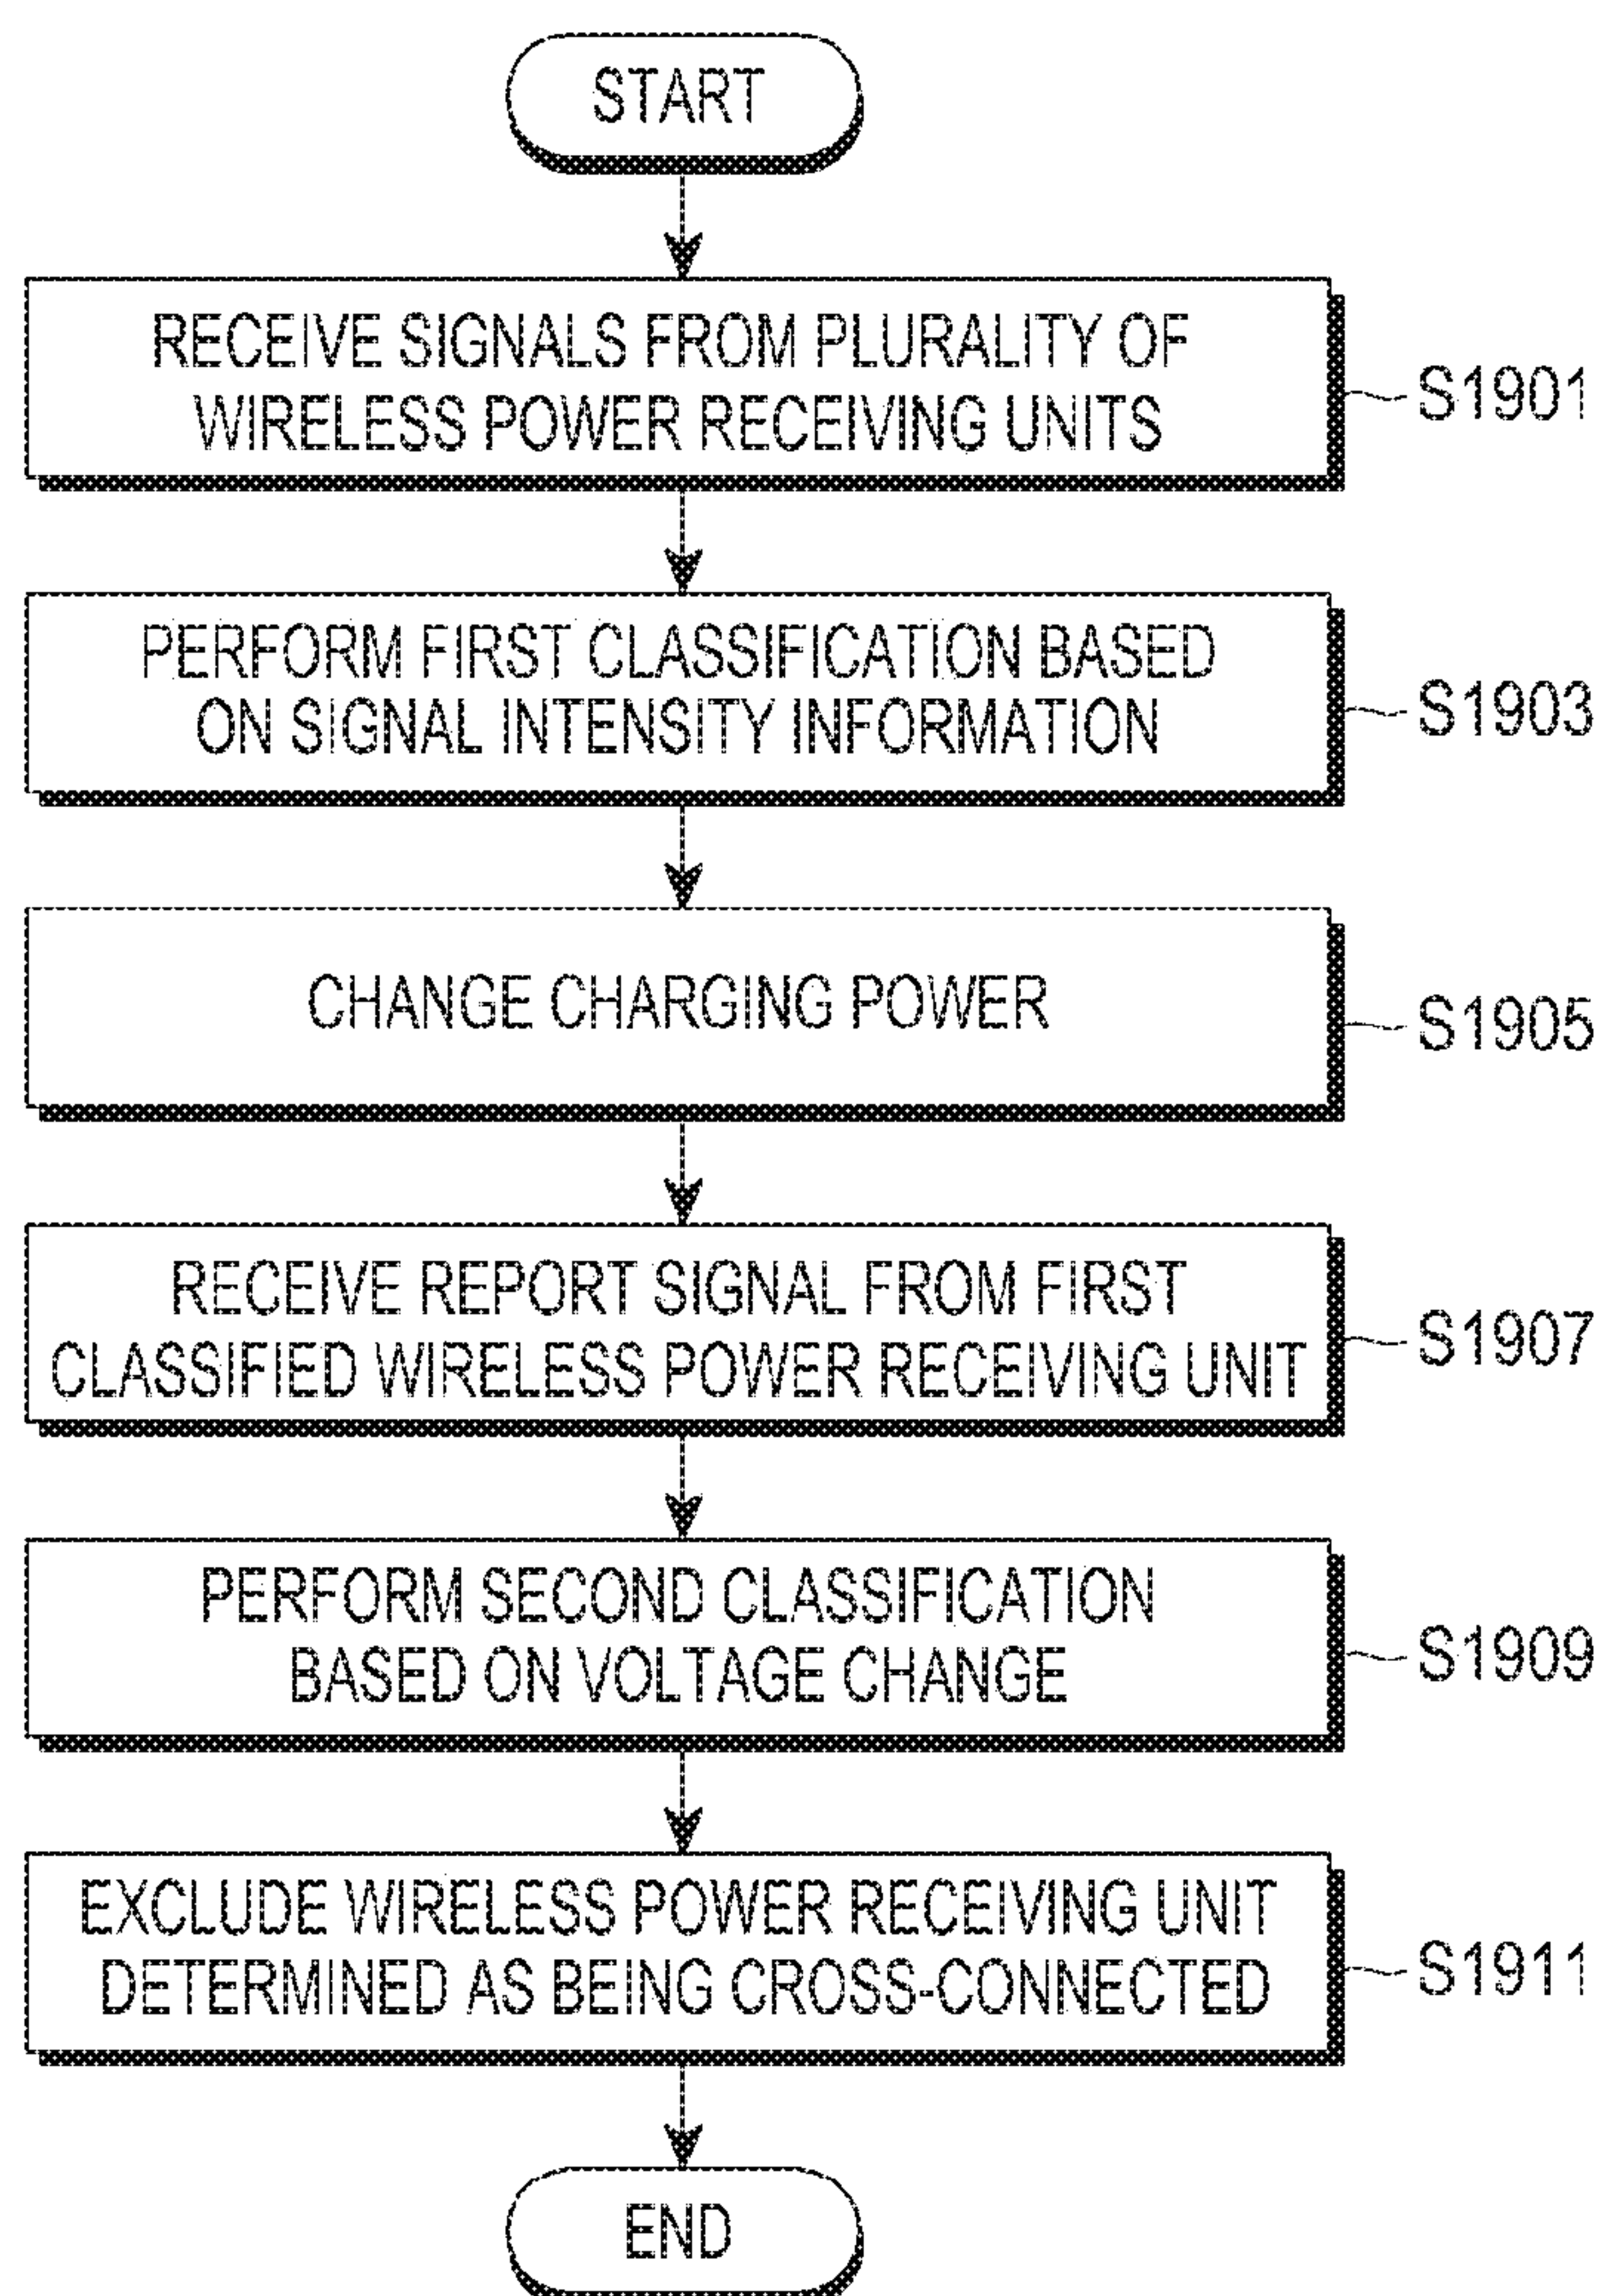 START
RECEIVE SIGNALS FROM PLURALITY OF
WIRELESS POWER RECEIVING UNITS
S1901
PERFORM FIRST CLASSIFICATION BASED
ON SIGNAL INTENSITY INFORMATION
S1903
CHANGE CHARGING POWER
S1905
RECEIVE REPORT SIGNAL FROM FIRST
CLASSIFIED WIRELESS POWER RECEIVING UNIT
S1907
PERFORM SECOND CLASSIFICATION
BASED ON VOLTAGE CHANGE
S1909
EXCLUDE WIRELESS POWER RECEIVING UNIT
DETERMINED AS BEING CROSS-CONNECTED
S1911
END